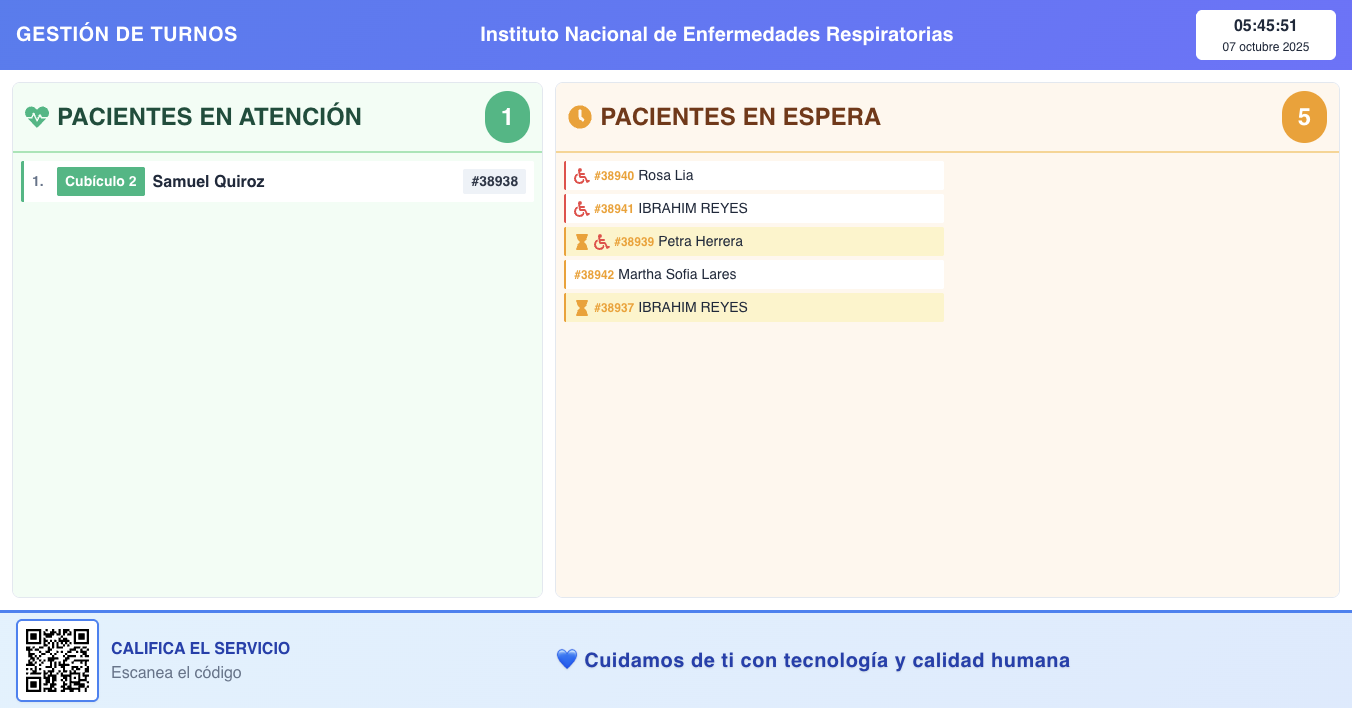 GESTIÓN DE TURNOS
Instituto Nacional de Enfermedades Respiratorias
05:45:51
07 octubre 2025
PACIENTES EN ATENCIÓN
1
1. Cubículo 2 Samuel Quiroz #38938
PACIENTES EN ESPERA
5
#38940 Rosa Lia
#38941 IBRAHIM REYES
#38939 Petra Herrera
#38942 Martha Sofia Lares
#38937 IBRAHIM REYES
CALIFICA EL SERVICIO
Escanea el código
💙 Cuidamos de ti con tecnología y calidad humana